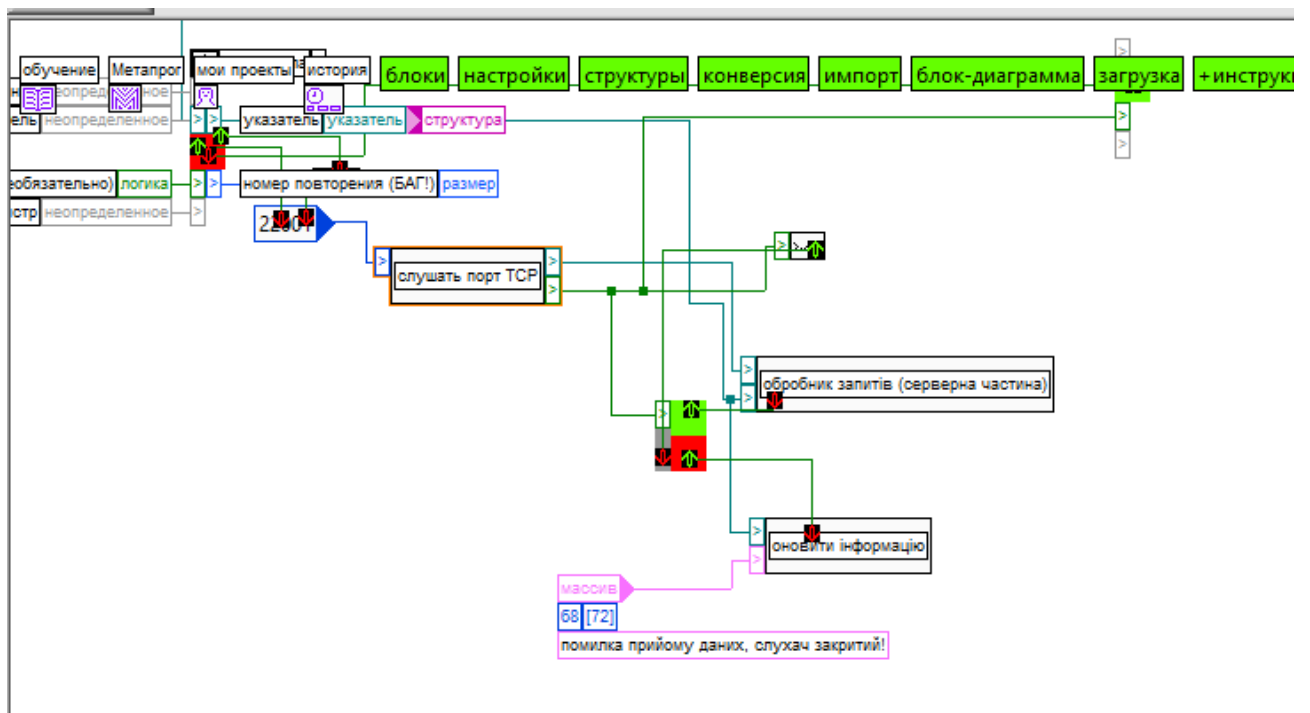 обучение Метапрог мои проекты история блоки настройки структуры конверсия импорт блок-диаграмма загрузка
неопределенное неопределенное
неопределенное указатель указатель структура
логика номер повторения (БАГ!) размер
неопределенное
слушать порт TCP
обробник запитів (серверна частина)
оновити інформацію
массив
68 [72]
помилка прийому даних, слухач закритий!